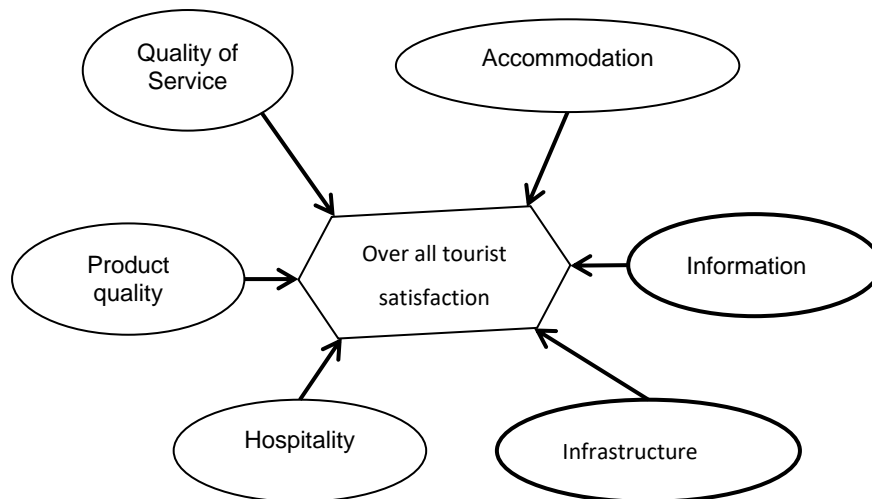 Quality of
Service
Accommodation
Product
quality
Over all tourist
satisfaction
Information
Hospitality
Infrastructure